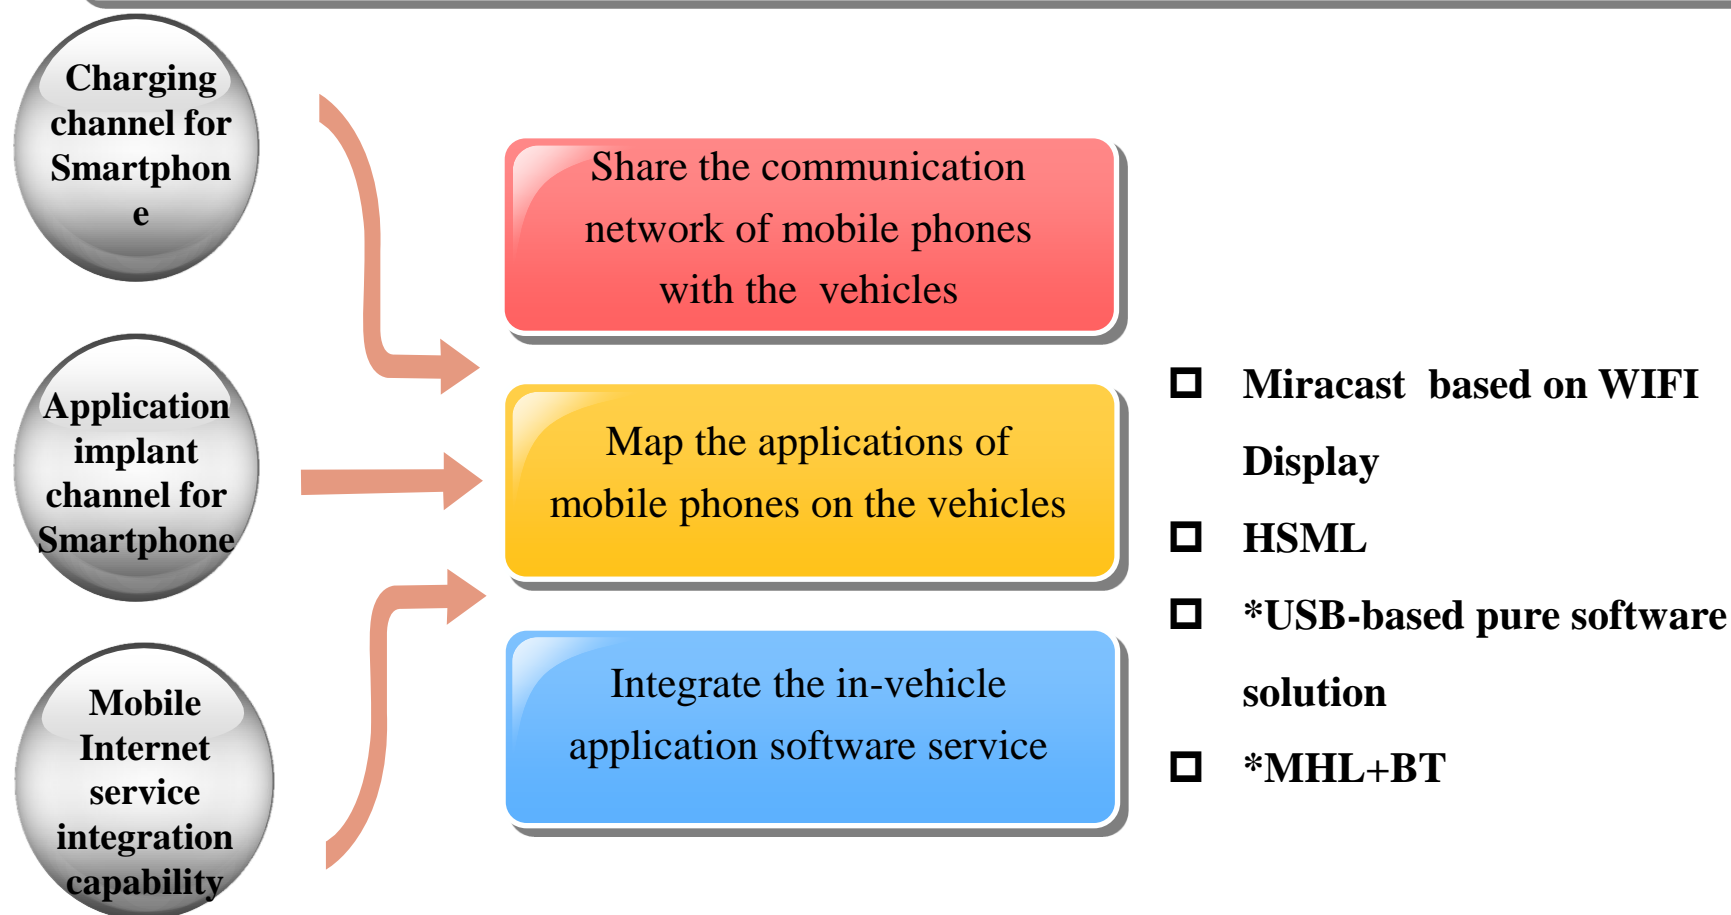 Charging
channel for
Smartphon
e
Application
implant
channel for
Smartphone
Mobile
Internet
service
integration
capability
Share the communication
network of mobile phones
with the vehicles
Map the applications of
mobile phones on the vehicles
Integrate the in-vehicle
application software service
Miracast based on WIFI
Display
HSML
*USB-based pure software
solution
*MHL+BT